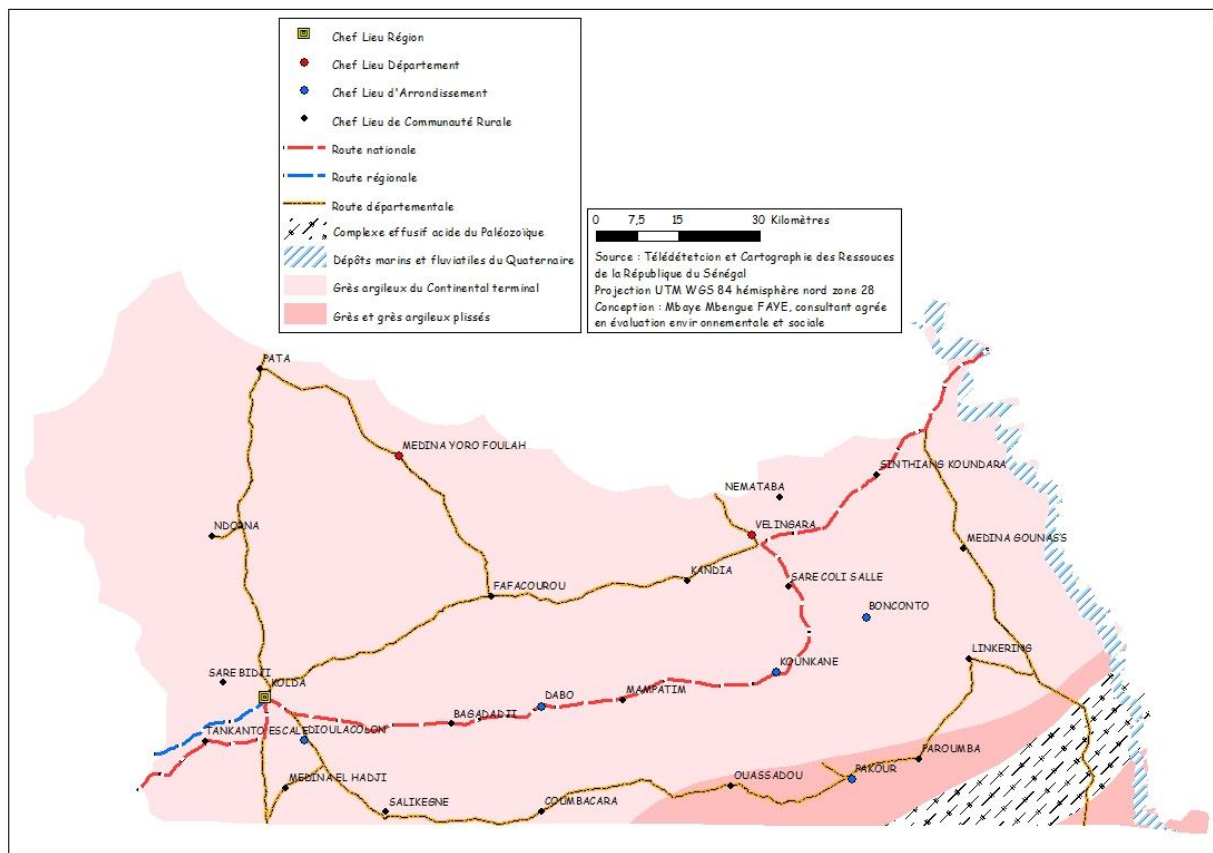 Chef Lieu Région
Chef Lieu Département
Chef Lieu d'Arrondissement
Chef Lieu de Communauté Rurale
Route nationale
Route régionale
Route départementale
Complexe effusif acide du Paléozoïque
Dépôts marins et fluviatiles du Quaternaire
Grès argileux du Continental terminal
Grès et grès argileux plissés
0 7,5 15 30 Kilomètres
Source : Télédétetcion et Cartographie des Ressouces
de la République du Sénégal
Projection UTM WGS 84 hémisphère nord zone 28
Conception : Mbaye Mbengue FAYE, consultant agrée
en évaluation envir onnementale et sociale
PATA
MEDINA YORO FOULAH
SINTHIANG KOUNDARA
NEMATABA
NDORNA
VELINGARA
MEDINA GOUNASS
KANDIA
SARE COLI SALLE
FAFACOUROU
BONCONTO
LINKERING
SARE BIDJI
KOLDA
KOUNKANE
DABO
MAMPATIM
BAGADADJI
TANKANTO ESCALE
DIOULACOLON
PAROUMBA
MEDINA EL HADJI
OUASSADOU
PAKOUR
SALIKEGNE
COUMBACARA